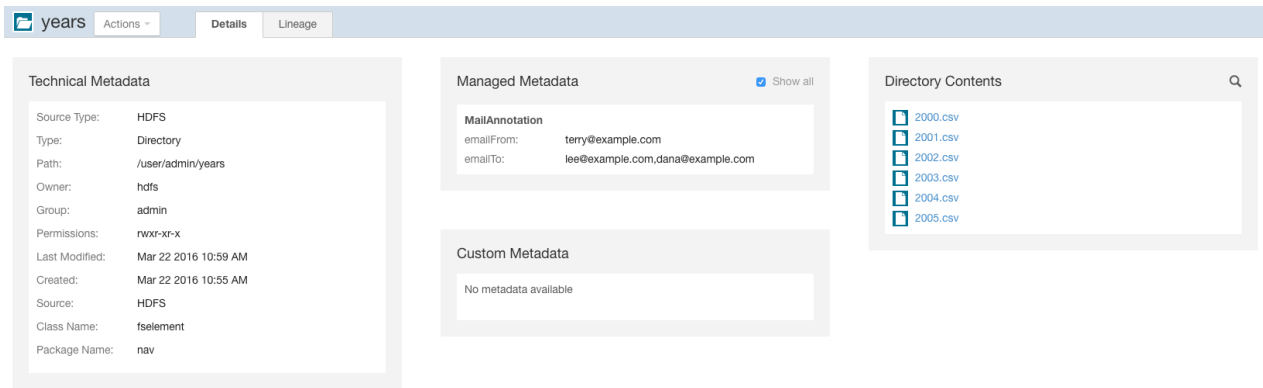 years Actions Details Lineage
Technical Metadata
Source Type: HDFS
Type: Directory
Path: /user/admin/years
Owner: hdfs
Group: admin
Permissions: rwxr-xr-x
Last Modified: Mar 22 2016 10:59 AM
Created: Mar 22 2016 10:55 AM
Source: HDFS
Class Name: fselement
Package Name: nav
Managed Metadata Show all
MailAnnotation
emailFrom: terry@example.com
emailTo: lee@example.com,dana@example.com
Custom Metadata
No metadata available
Directory Contents
2000.csv
2001.csv
2002.csv
2003.csv
2004.csv
2005.csv